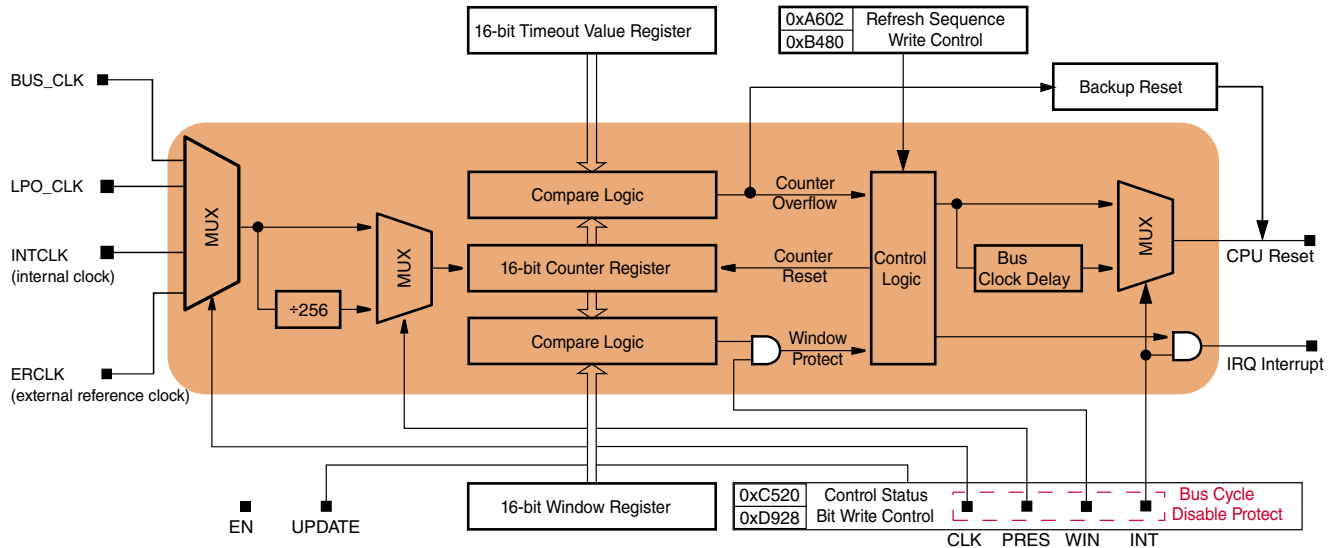 16-bit Timeout Value Register
0xA602 Refresh Sequence
0xB480 Write Control
BUS_CLK
Backup Reset
LPO_CLK
MUX
Compare Logic
Counter
Overflow
INTCLK
(internal clock)
MUX
16-bit Counter Register
Counter
Reset
Control
Logic
Bus
Clock Delay
MUX
CPU Reset
÷256
Compare Logic
Window
Protect
IRQ Interrupt
ERCLK
(external reference clock)
EN
UPDATE
16-bit Window Register
0xC520 Control Status
0xD928 Bit Write Control
Bus Cycle
Disable Protect
CLK PRES WIN INT